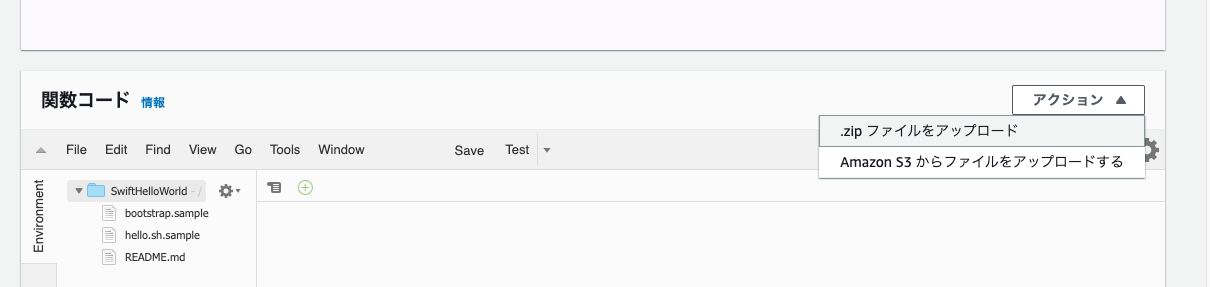 関数コード 情報
アクション
.zip ファイルをアップロード
Amazon S3 からファイルをアップロードする
File Edit Find View Go Tools Window Save Test
Environment
SwiftHelloWorld - /
bootstrap.sample
hello.sh.sample
README.md